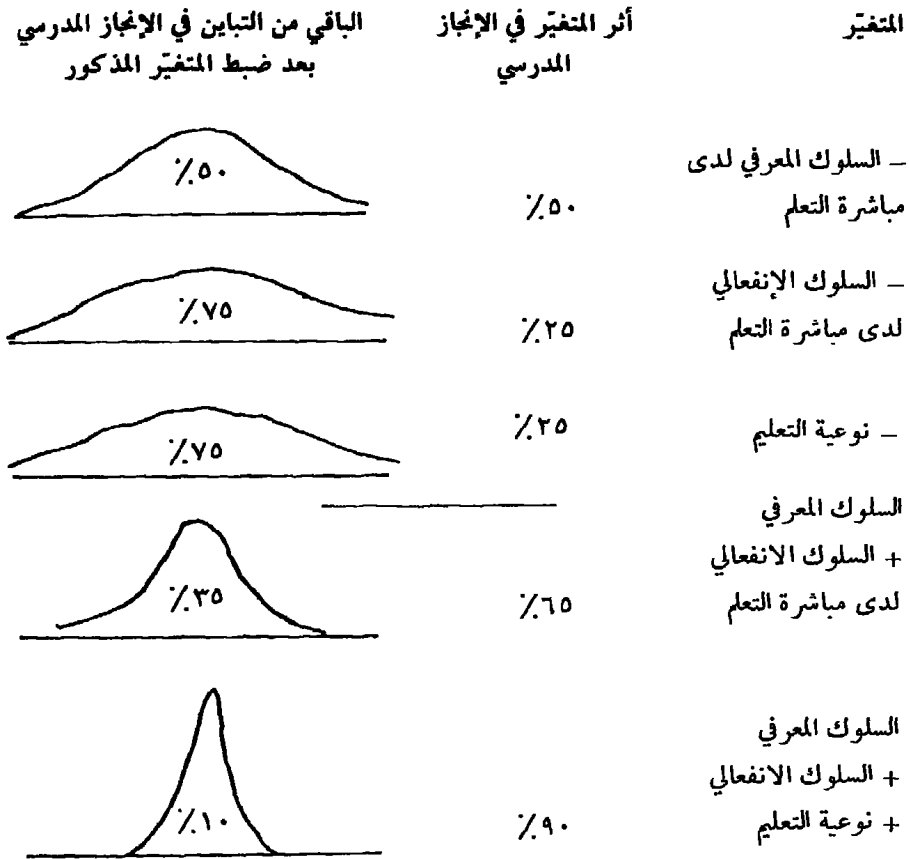 المتغيّر
أثر المتغيّر في الإنجاز
المدرسي
الباقي من التباين في الإنجاز المدرسي
بعد ضبط المتغيّر المذكور
– السلوك المعرفي لدى
مباشرة التعلم
٪٥٠
٪٥٠
– السلوك الإنفعالي
لدى مباشرة التعلم
٪٢٥
٪٧٥
– نوعية التعليم
٪٢٥
٪٧٥
السلوك المعرفي
+ السلوك الانفعالي
لدى مباشرة التعلم
٪٦٥
٪٣٥
السلوك المعرفي
+ السلوك الانفعالي
+ نوعية التعليم
٪٩٠
٪١٠